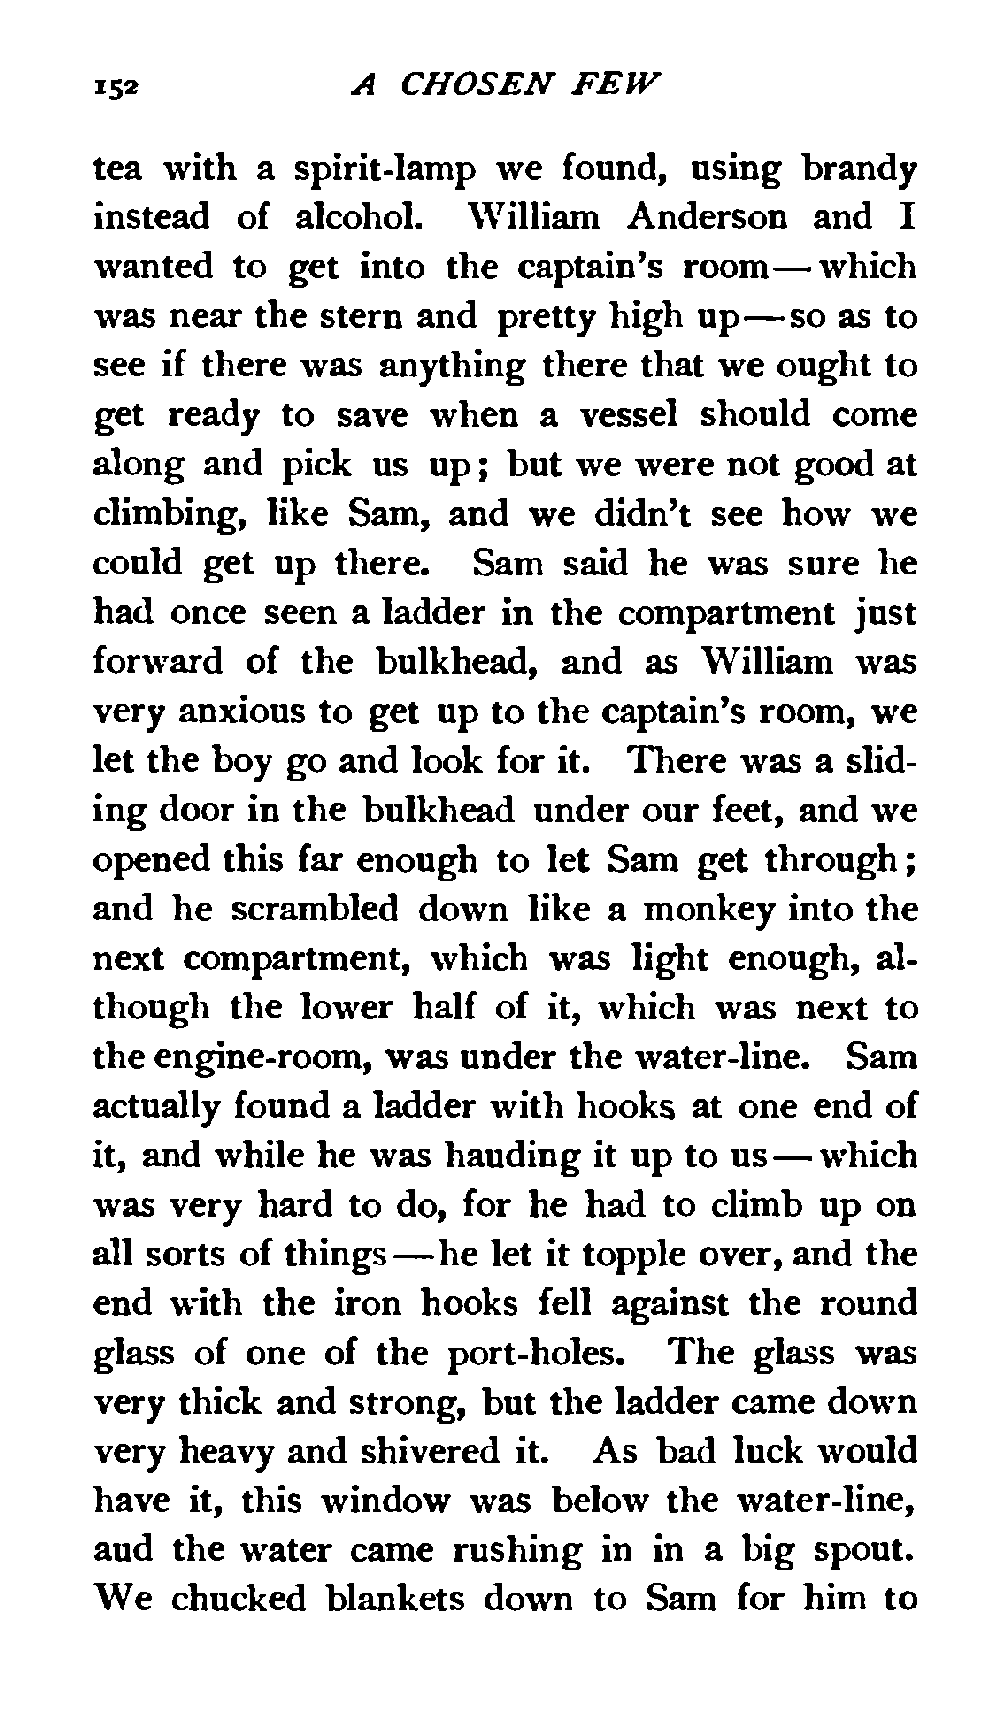 152 A CHOSEN FEW
tea with a spirit-lamp we found, using brandy
instead of alcohol. William Anderson and I
wanted to get into the captain's room—which
was near the stern and pretty high up—so as to
see if there was anything there that we ought to
get ready to save when a vessel should come
along and pick us up; but we were not good at
climbing, like Sam, and we didn't see how we
could get up there. Sam said he was sure he
had once seen a ladder in the compartment just
forward of the bulkhead, and as William was
very anxious to get up to the captain's room, we
let the boy go and look for it. There was a slid-
ing door in the bulkhead under our feet, and we
opened this far enough to let Sam get through;
and he scrambled down like a monkey into the
next compartment, which was light enough, al-
though the lower half of it, which was next to
the engine-room, was under the water-line. Sam
actually found a ladder with hooks at one end of
it, and while he was hauding it up to us—which
was very hard to do, for he had to climb up on
all sorts of things—he let it topple over, and the
end with the iron hooks fell against the round
glass of one of the port-holes. The glass was
very thick and strong, but the ladder came down
very heavy and shivered it. As bad luck would
have it, this window was below the water-line,
aud the water came rushing in in a big spout.
We chucked blankets down to Sam for him to